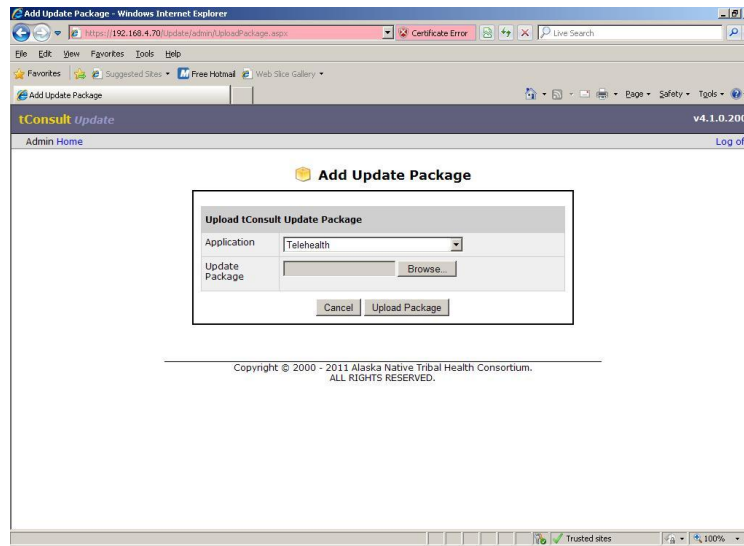 Add Update Package - Windows Internet Explorer
https://192.168.4.70/Update/admin/UploadPackage.aspx
Certificate Error
Live Search
File Edit View Favorites Tools Help
Favorites Suggested Sites Free Hotmail Web Slice Gallery
Add Update Package
Page Safety Tools
tConsult Update
v4.1.0.200
Admin Home
Log of
Add Update Package
Upload tConsult Update Package
Application Telehealth
Update Package
Browse...
Cancel Upload Package
Copyright © 2000 - 2011 Alaska Native Tribal Health Consortium.
ALL RIGHTS RESERVED.
Trusted sites
100%